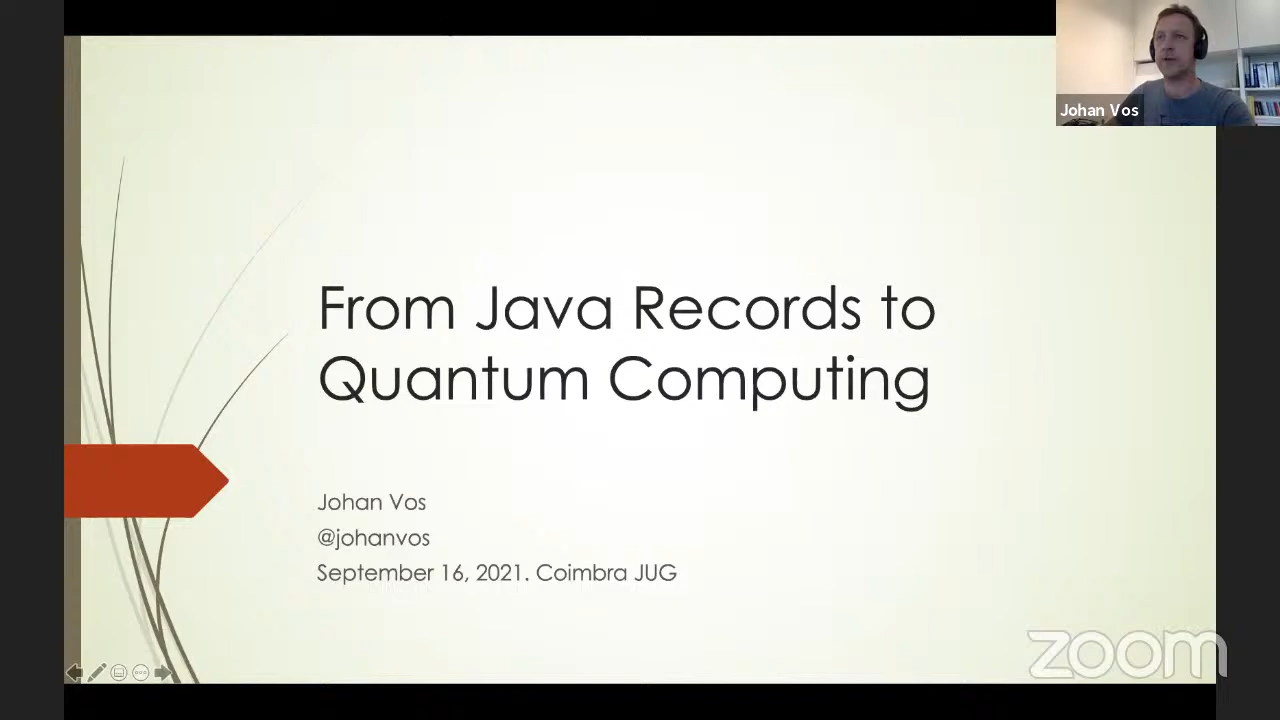 Johan Vos
From Java Records to
Quantum Computing
Johan Vos
@johanvos
September 16, 2021. Coimbra JUG
zoom